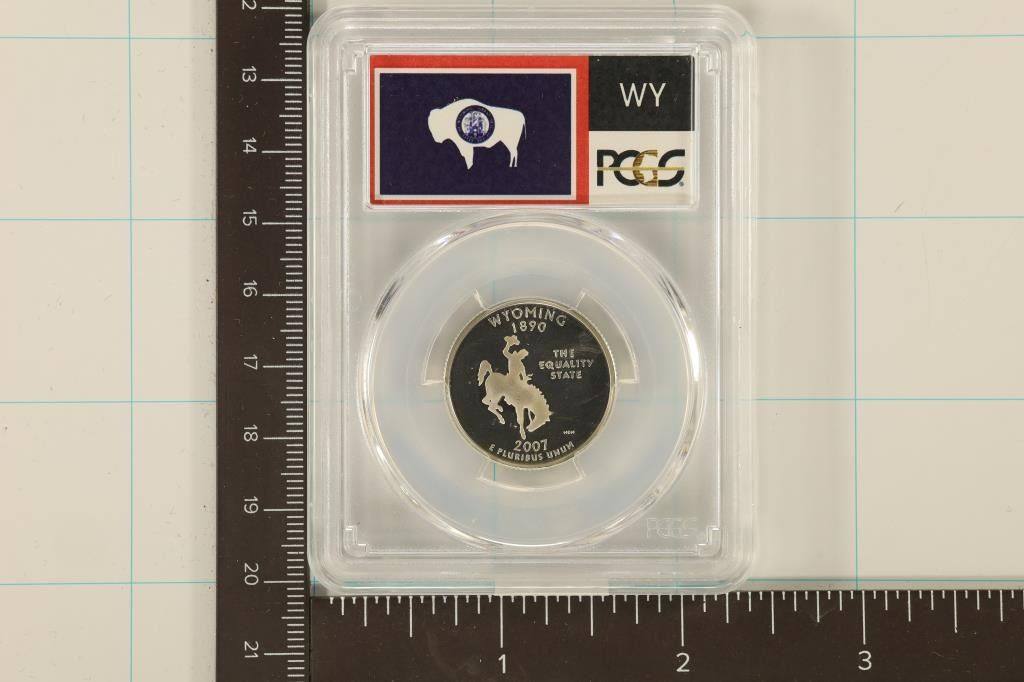 WY
PCGS
WYOMING
1890
THE
EQUALITY
STATE
2007
E PLURIBUS UNUM
PCGS
12
13
14
15
16
17
18
19
20
21
1 2 3